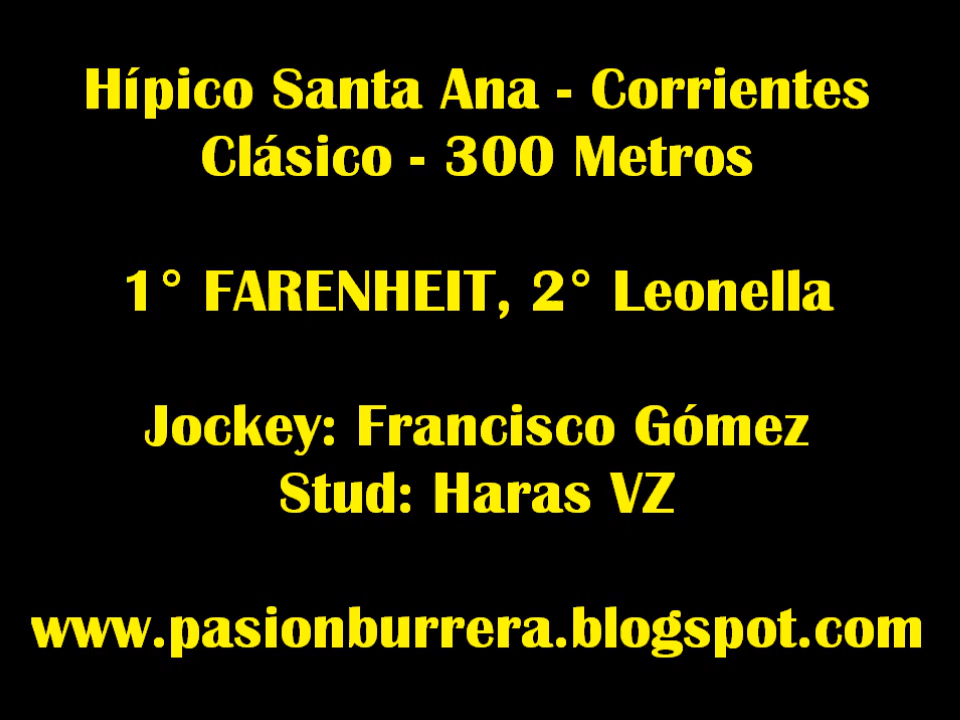 Hípico Santa Ana - Corrientes
Clásico - 300 Metros
1° FARENHEIT, 2° Leonella
Jockey: Francisco Gómez
Stud: Haras VZ
www.pasionburrera.blogspot.com